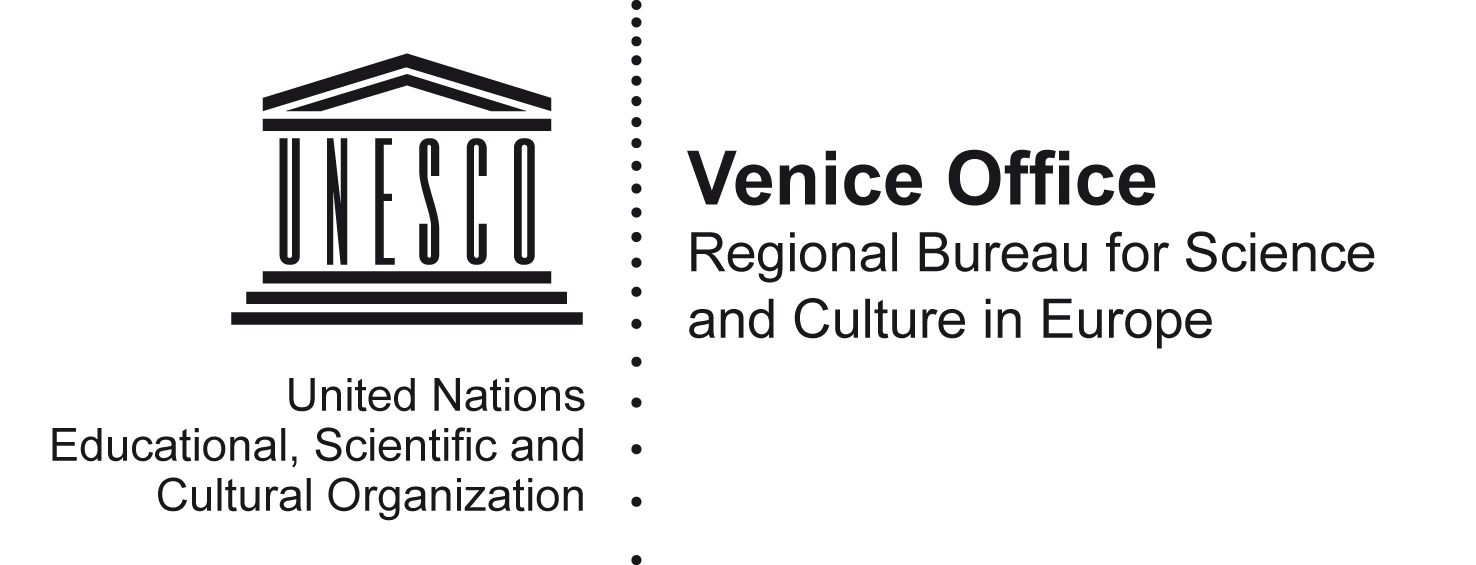 UNESCO
United Nations
Educational, Scientific and
Cultural Organization
Venice Office
Regional Bureau for Science
and Culture in Europe